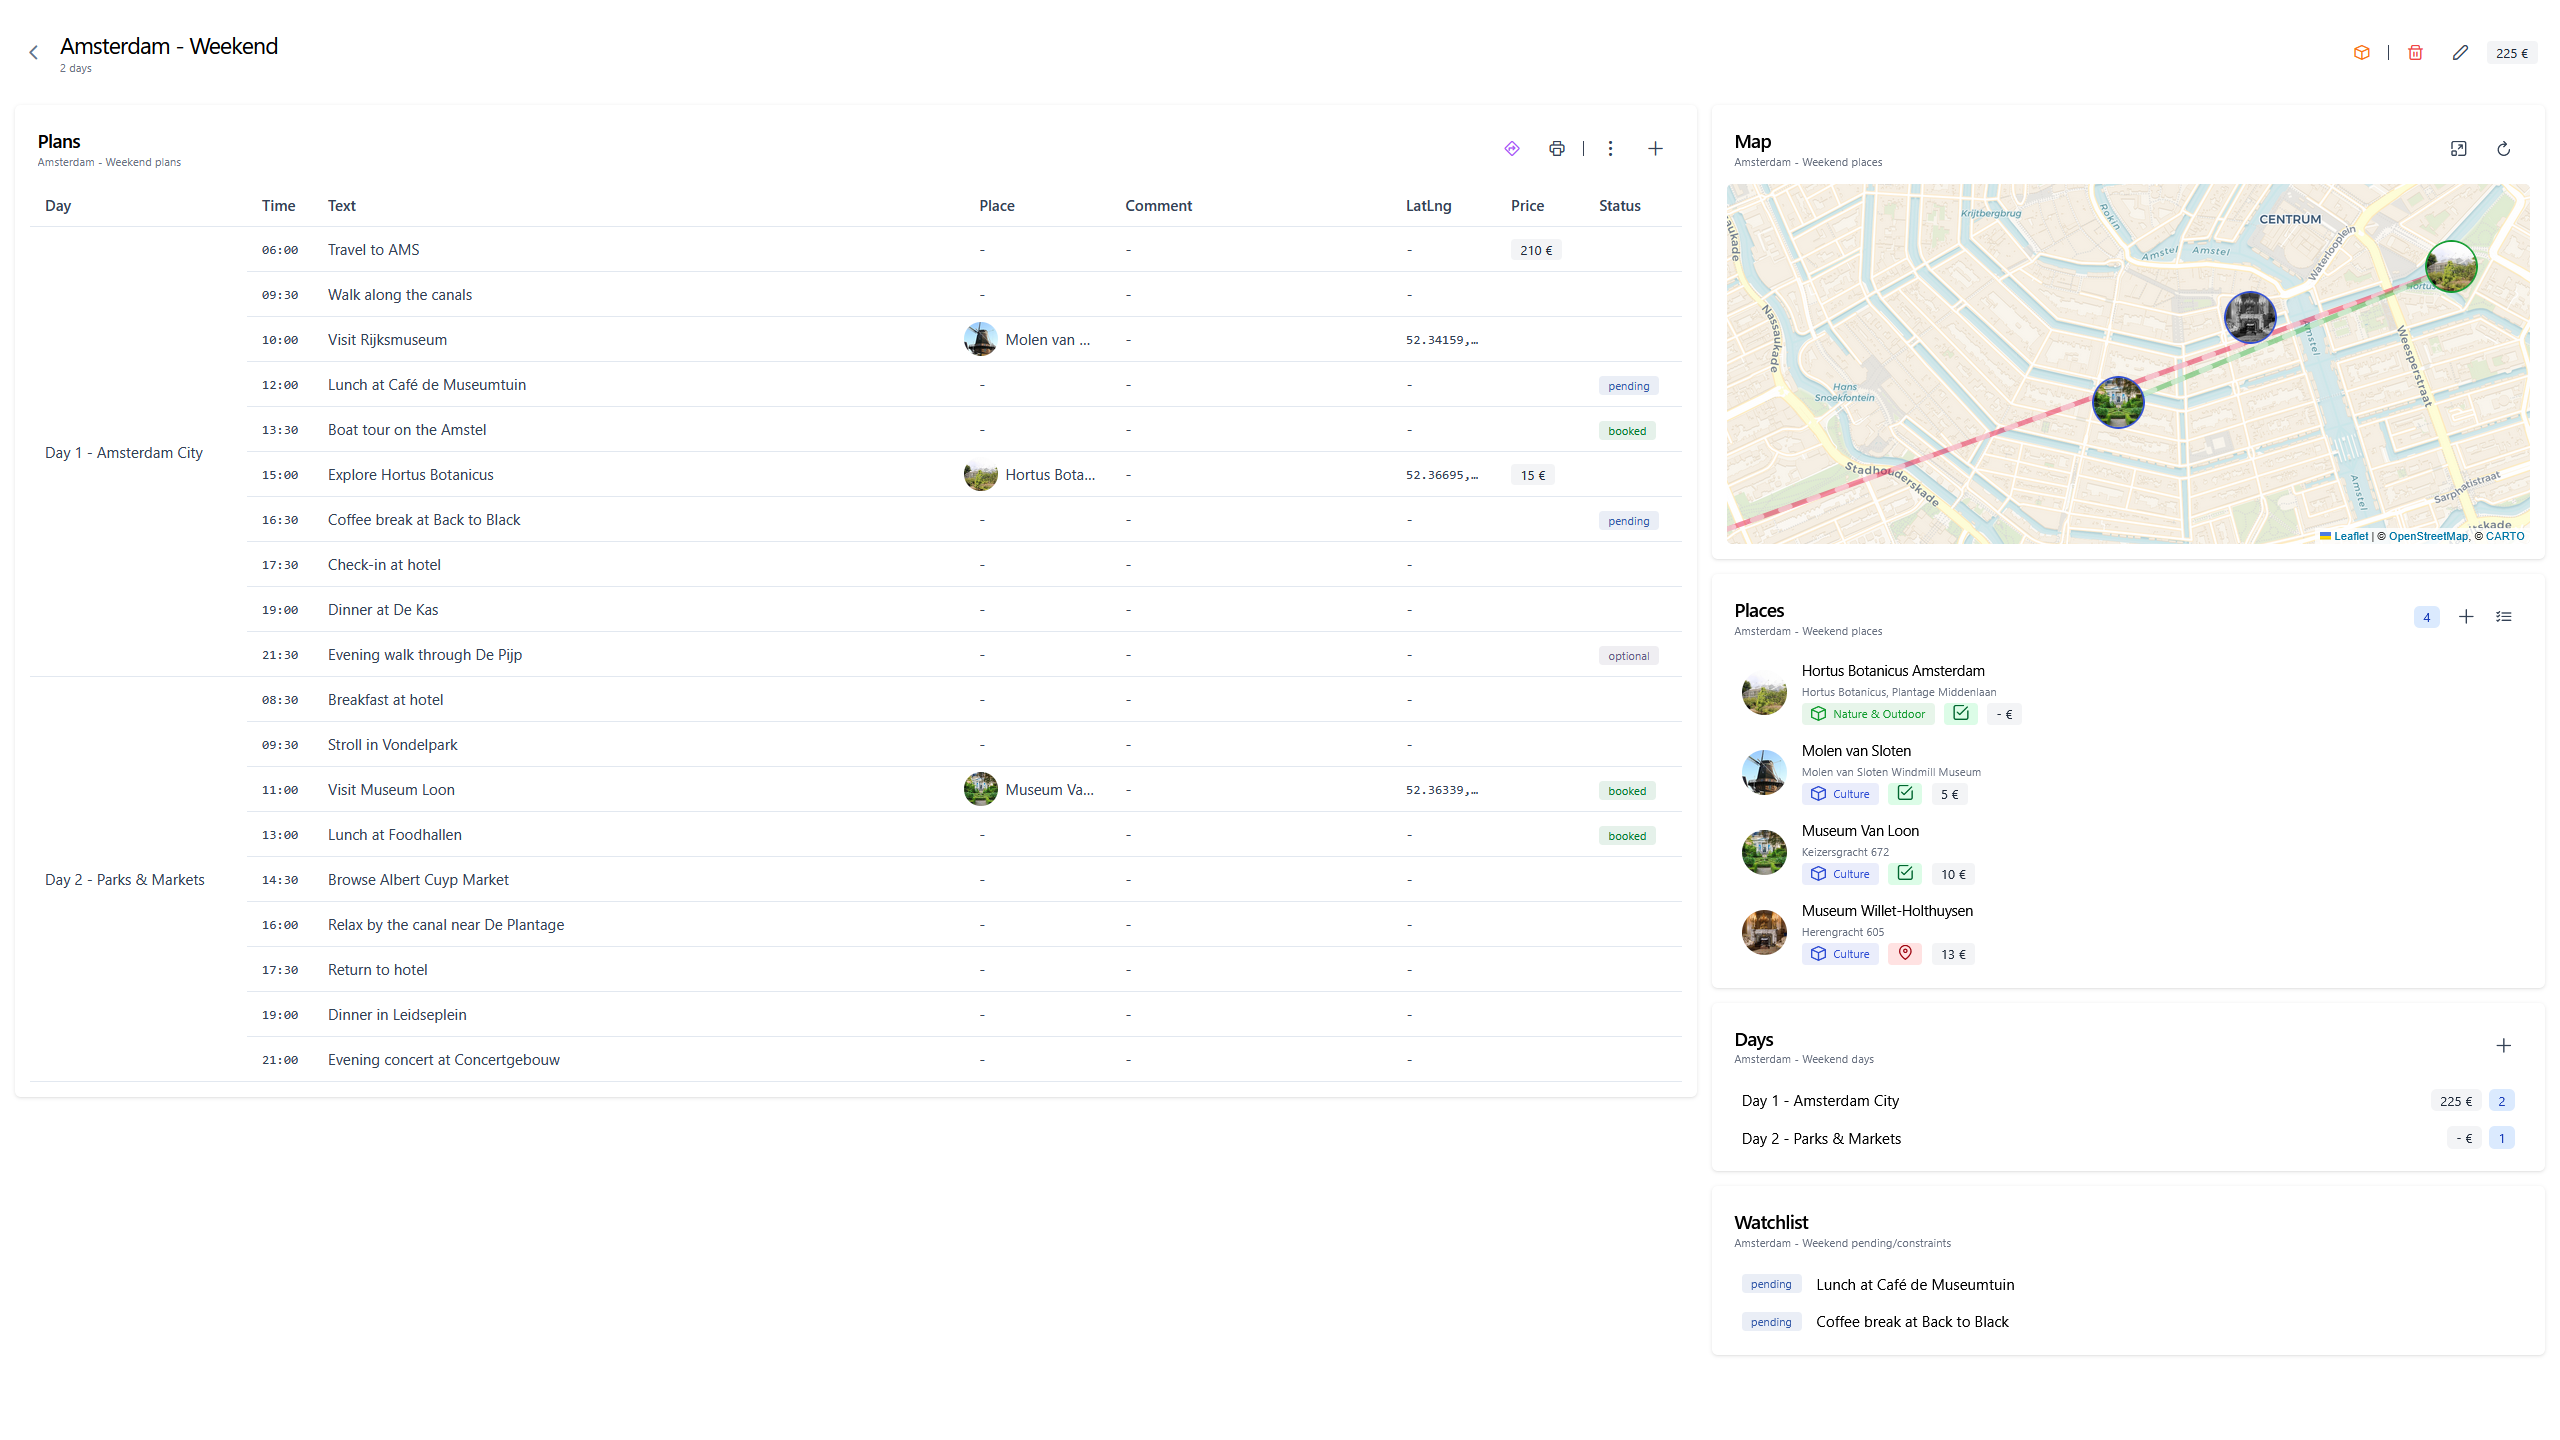 Amsterdam - Weekend
2 days
225 €
Plans
Amsterdam - Weekend plans
Day Time Text Place Comment LatLng Price Status
Day 1 - Amsterdam City
06:00 Travel to AMS - - - 210 €
09:30 Walk along the canals - - -
10:00 Visit Rijksmuseum Molen van ... - 52.34159,…
12:00 Lunch at Café de Museumtuin - - - pending
13:30 Boat tour on the Amstel - - - booked
15:00 Explore Hortus Botanicus Hortus Bota... - 52.36695,… 15 €
16:30 Coffee break at Back to Black - - - pending
17:30 Check-in at hotel - - -
19:00 Dinner at De Kas - - -
21:30 Evening walk through De Pijp - - - optional
Day 2 - Parks & Markets
08:30 Breakfast at hotel - - -
09:30 Stroll in Vondelpark - - -
11:00 Visit Museum Loon Museum Va... - 52.36339,… booked
13:00 Lunch at Foodhallen - - - booked
14:30 Browse Albert Cuyp Market - - -
16:00 Relax by the canal near De Plantage - - -
17:30 Return to hotel - - -
19:00 Dinner in Leidseplein - - -
21:00 Evening concert at Concertgebouw - - -
Map
Amsterdam - Weekend places
Krijtbergbrug
Rokin
CENTRUM
Amstel
Amstel
Waterlooplein
Hortus
Nassaukade
Amstel
Weesperstraat
Hans
Snoekfontein
Stadhouderskade
Amstel
Sarphatistraat
Leaflet | © OpenStreetMap, © CARTO
Places
Amsterdam - Weekend places
4
Hortus Botanicus Amsterdam
Hortus Botanicus, Plantage Middenlaan
Nature & Outdoor - €
Molen van Sloten
Molen van Sloten Windmill Museum
Culture 5 €
Museum Van Loon
Keizersgracht 672
Culture 10 €
Museum Willet-Holthuysen
Herengracht 605
Culture 13 €
Days
Amsterdam - Weekend days
Day 1 - Amsterdam City 225 € 2
Day 2 - Parks & Markets - € 1
Watchlist
Amsterdam - Weekend pending/constraints
pending Lunch at Café de Museumtuin
pending Coffee break at Back to Black